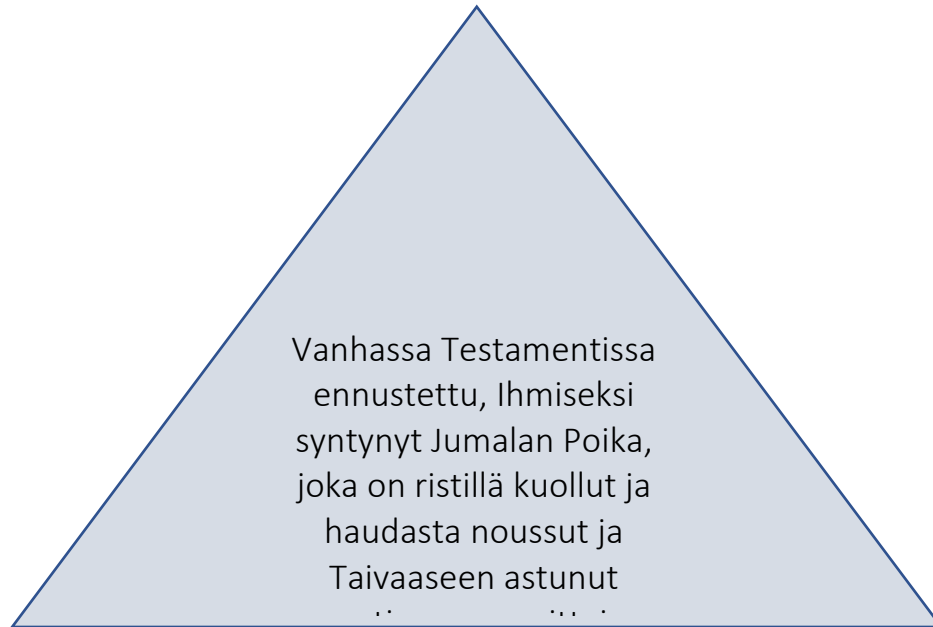 Vanhassa Testamentissa
ennustettu, Ihmiseksi
syntynyt Jumalan Poika,
joka on ristillä kuollut ja
haudasta noussut ja
Taivaaseen astunut